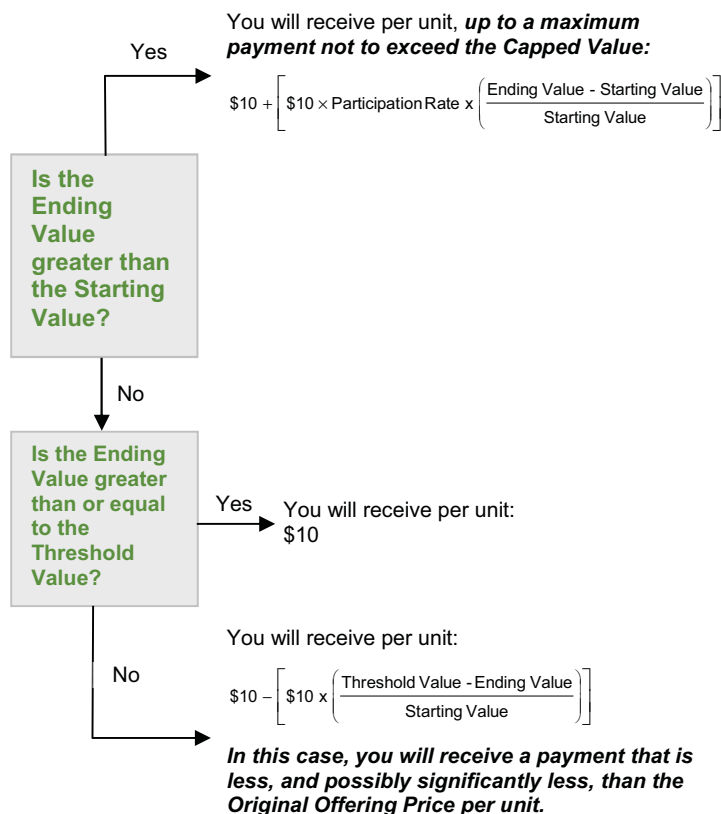 You will receive per unit, up to a maximum
payment not to exceed the Capped Value:
Yes
$10 + [ $10 × Participation Rate x ( Ending Value - Starting Value / Starting Value ) ]
Is the
Ending
Value
greater than
the Starting
Value?
No
Is the Ending
Value greater
than or equal
to the
Threshold
Value?
Yes
You will receive per unit:
$10
You will receive per unit:
No
$10 – [ $10 x ( Threshold Value - Ending Value / Starting Value ) ]
In this case, you will receive a payment that is
less, and possibly significantly less, than the
Original Offering Price per unit.